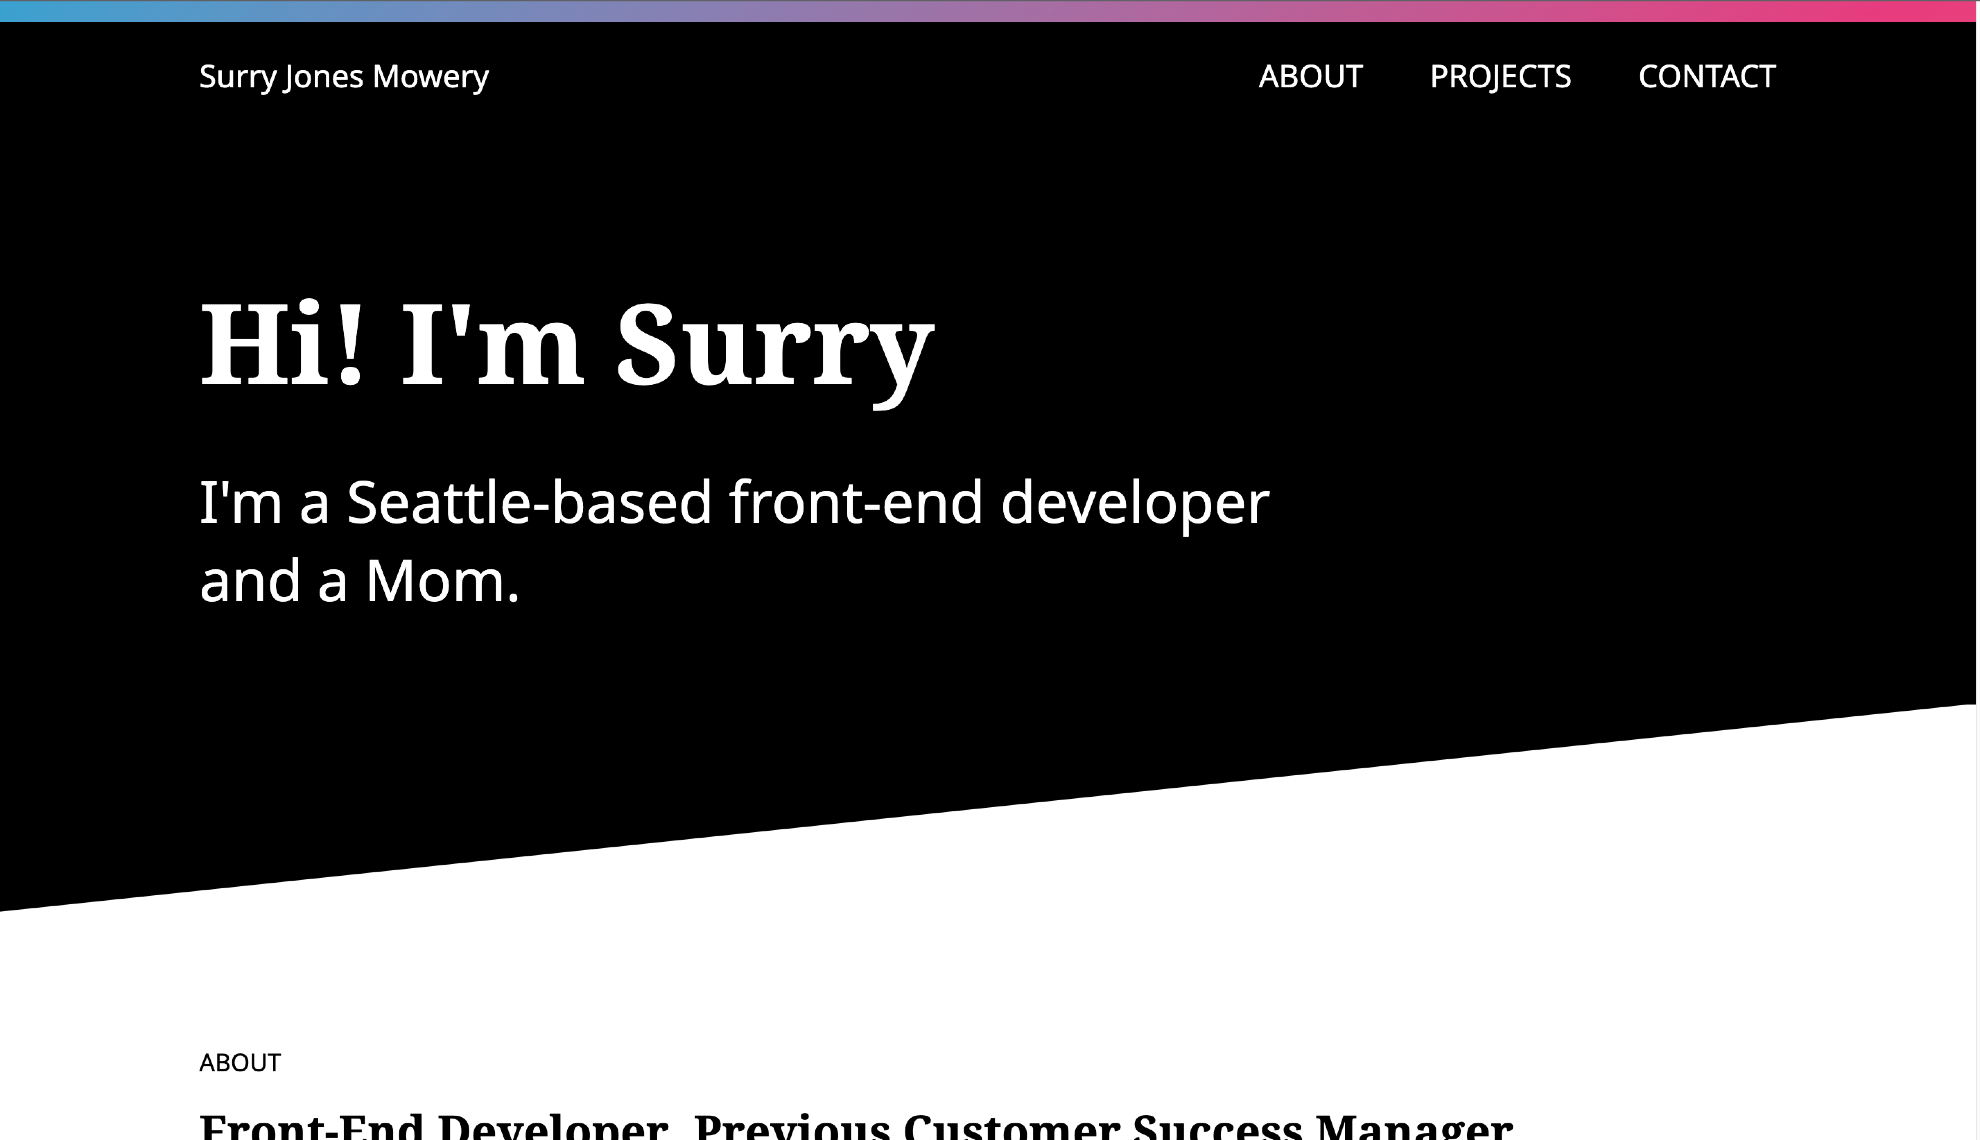 Surry Jones Mowery
ABOUT PROJECTS CONTACT
Hi! I'm Surry
I'm a Seattle-based front-end developer
and a Mom.
ABOUT
Front-End Developer, Previous Customer Success Manager